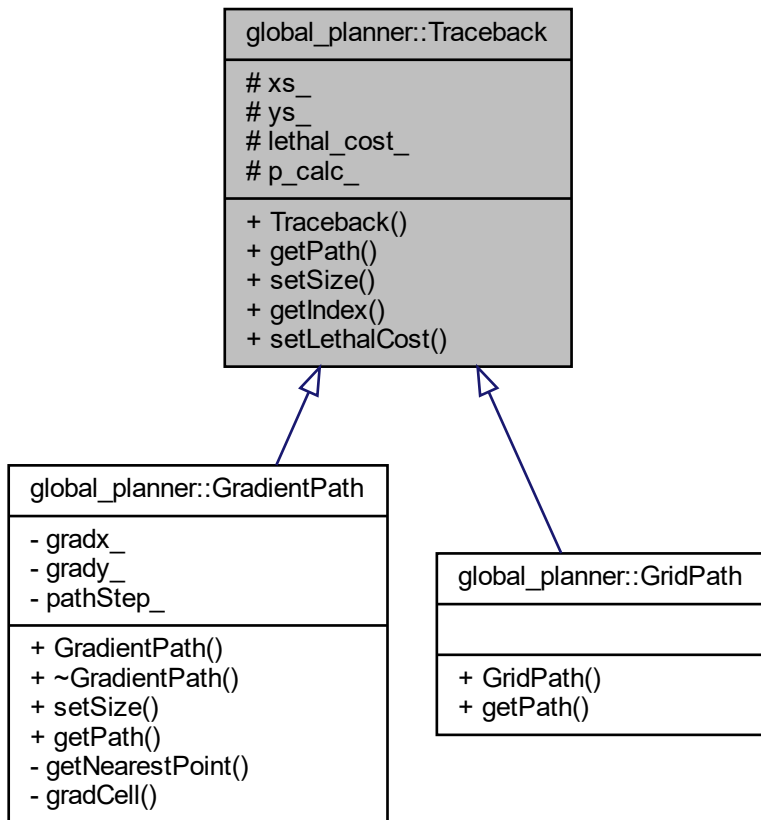 global_planner::Traceback
# xs_
# ys_
# lethal_cost_
# p_calc_
+ Traceback()
+ getPath()
+ setSize()
+ getIndex()
+ setLethalCost()
global_planner::GradientPath
- gradx_
- grady_
- pathStep_
+ GradientPath()
+ ~GradientPath()
+ setSize()
+ getPath()
- getNearestPoint()
- gradCell()
global_planner::GridPath
+ GridPath()
+ getPath()